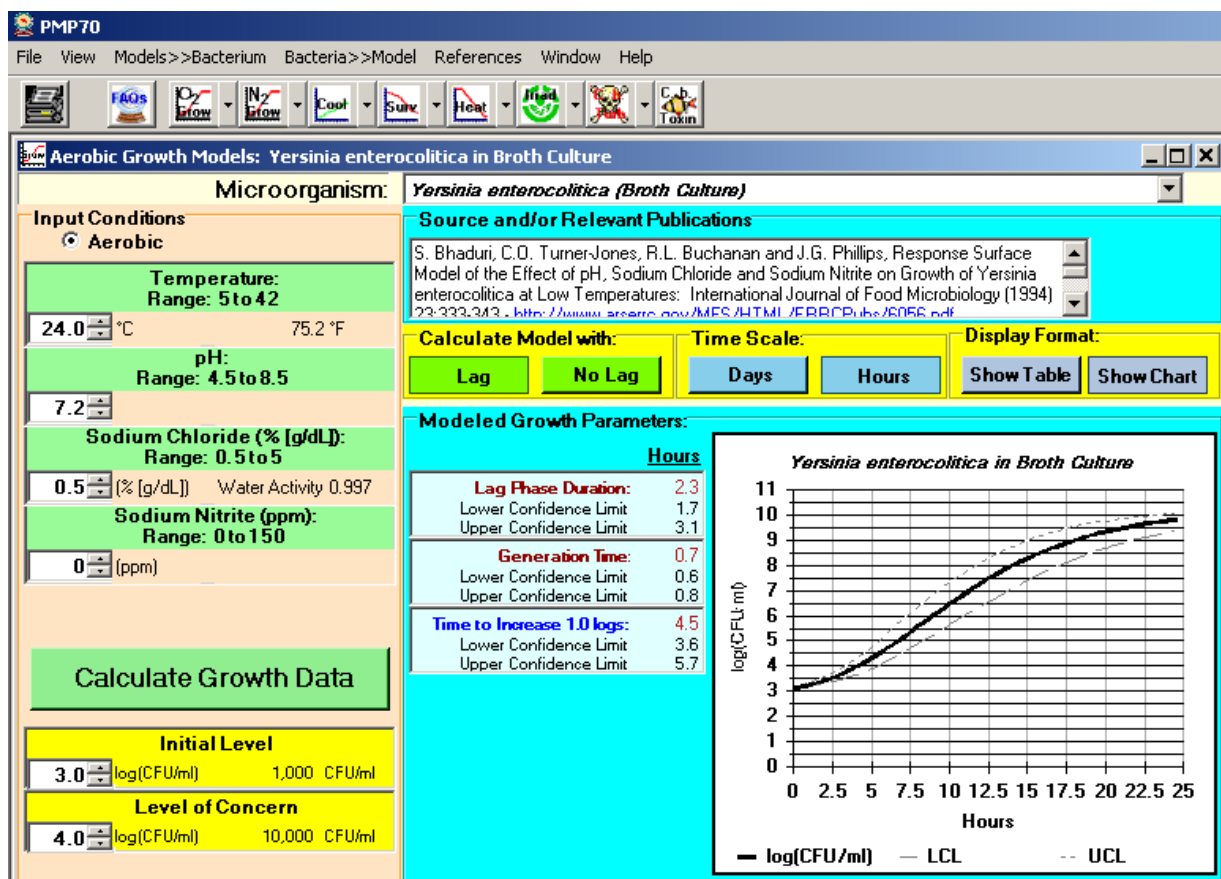 PMP70
File View Models>>Bacterium Bacteria>>Model References Window Help
FAQs O2 Grow N2 Grow Cool Surv Heat Irrad C.b. Toxin
Aerobic Growth Models: Yersinia enterocolitica in Broth Culture
Microorganism: Yersinia enterocolitica (Broth Culture)
Input Conditions
Aerobic
Temperature:
Range: 5 to 42
24.0 °C 75.2 °F
pH:
Range: 4.5 to 8.5
7.2
Sodium Chloride (% [g/dL]):
Range: 0.5 to 5
0.5 (% [g/dL]) Water Activity 0.997
Sodium Nitrite (ppm):
Range: 0 to 150
0 (ppm)
Calculate Growth Data
Initial Level
3.0 log(CFU/ml) 1,000 CFU/ml
Level of Concern
4.0 log(CFU/ml) 10,000 CFU/ml
Source and/or Relevant Publications
S. Bhaduri, C.O. Turner-Jones, R.L. Buchanan and J.G. Phillips, Response Surface
Model of the Effect of pH, Sodium Chloride and Sodium Nitrite on Growth of Yersinia
enterocolitica at Low Temperatures: International Journal of Food Microbiology (1994)
23:333-343 - http://www.arserrc.gov/MFS/HTML/ERRCPubs/6056.pdf
Calculate Model with: Time Scale: Display Format:
Lag No Lag Days Hours Show Table Show Chart
Modeled Growth Parameters:
Hours
Lag Phase Duration: 2.3
Lower Confidence Limit 1.7
Upper Confidence Limit 3.1
Generation Time: 0.7
Lower Confidence Limit 0.6
Upper Confidence Limit 0.8
Time to Increase 1.0 logs: 4.5
Lower Confidence Limit 3.6
Upper Confidence Limit 5.7
Yersinia enterocolitica in Broth Culture
log(CFU/ml)
11
10
9
8
7
6
5
4
3
2
1
0
0 2.5 5 7.5 10 12.5 15 17.5 20 22.5 25
Hours
log(CFU/ml) LCL UCL